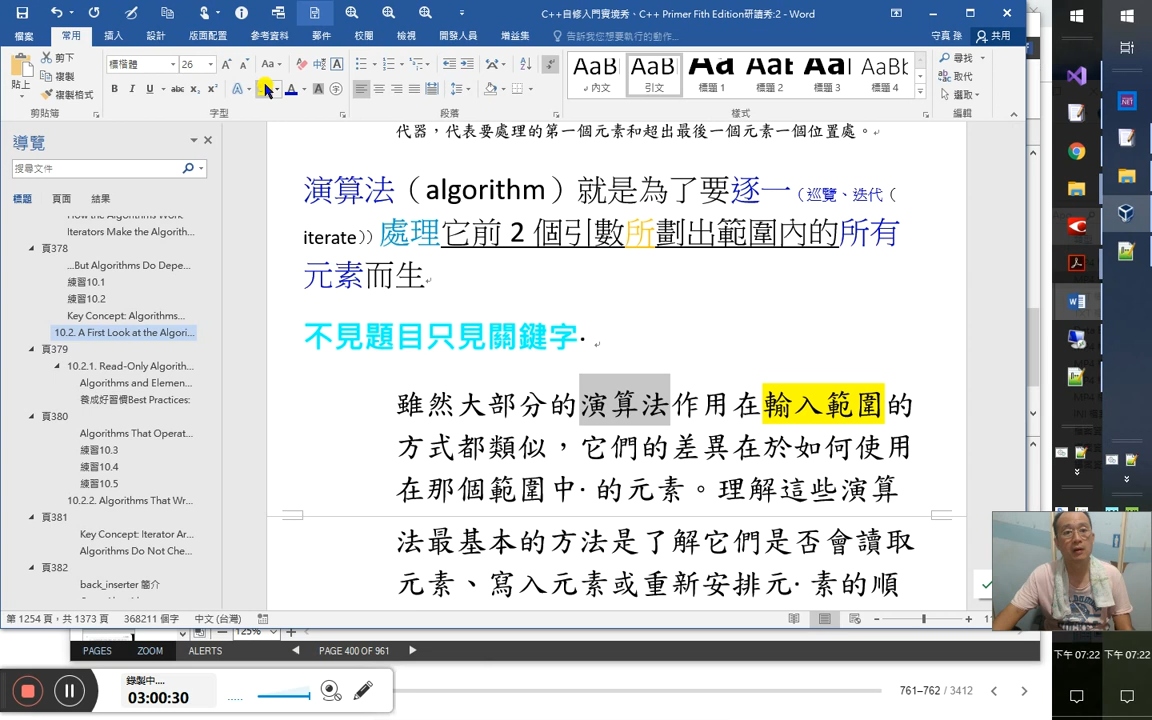 C++自修入門實境秀、C++ Primer Fifth Edition研讀秀:2 - Word
檔案 常用 插入 設計 版面配置 參考資料 郵件 校閱 檢視 開發人員 增益集 告訴我您想要執行的動作... 守真 孫 共用
貼上 剪下 複製 複製格式 剪貼簿
標楷體 26 字型
段落
AaB 內文 AaB 引文 AaB 標題 1 AaBb 標題 2 AaB 標題 3 AaBb 標題 4 樣式
尋找 取代 選取 編輯
導覽
搜尋文件
標題 頁面 結果
How the Algorithms Work
Iterators Make the Algorith...
頁378
...But Algorithms Do Depe...
練習10.1
練習10.2
Key Concept: Algorithms...
10.2. A First Look at the Algori...
頁379
10.2.1. Read-Only Algorith...
Algorithms and Elemen...
養成好習慣Best Practices:
頁380
Algorithms That Operat...
練習10.3
練習10.4
練習10.5
10.2.2. Algorithms That Wr...
頁381
Key Concept: Iterator Ar...
Algorithms Do Not Che...
頁382
back_inserter 簡介
代器，代表要處理的第一個元素和超出最後一個元素一個位置處。
演算法（algorithm）就是為了要逐一（巡覽、迭代（
iterate））處理它前 2 個引數所劃出範圍內的所有
元素而生
不見題目只見關鍵字
雖然大部分的演算法作用在輸入範圍的
方式都類似，它們的差異在於如何使用
在那個範圍中 的元素。理解這些演算
法最基本的方法是了解它們是否會讀取
元素、寫入元素或重新安排元 素的順
第 1254 頁，共 1373 頁 368211 個字 中文 (台灣)
125%
PAGES ZOOM ALERTS PAGE 400 OF 961
錄製中....
03:00:30
761–762 / 3412
下午 07:22 下午 07:22